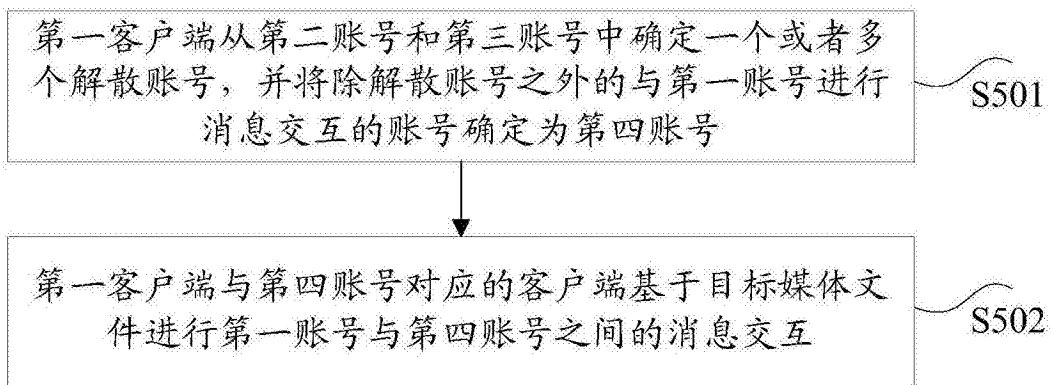 第一客户端从第二账号和第三账号中确定一个或者多
个解散账号，并将除解散账号之外的与第一账号进行
消息交互的账号确定为第四账号
S501
第一客户端与第四账号对应的客户端基于目标媒体文
件进行第一账号与第四账号之间的消息交互
S502